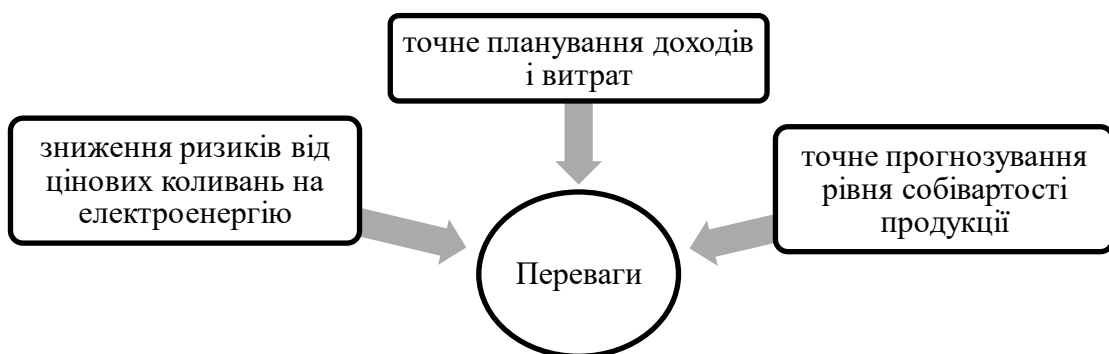 точне планування доходів
і витрат
зниження ризиків від
цінових коливань на
електроенергію
точне прогнозування
рівня собівартості
продукції
Переваги